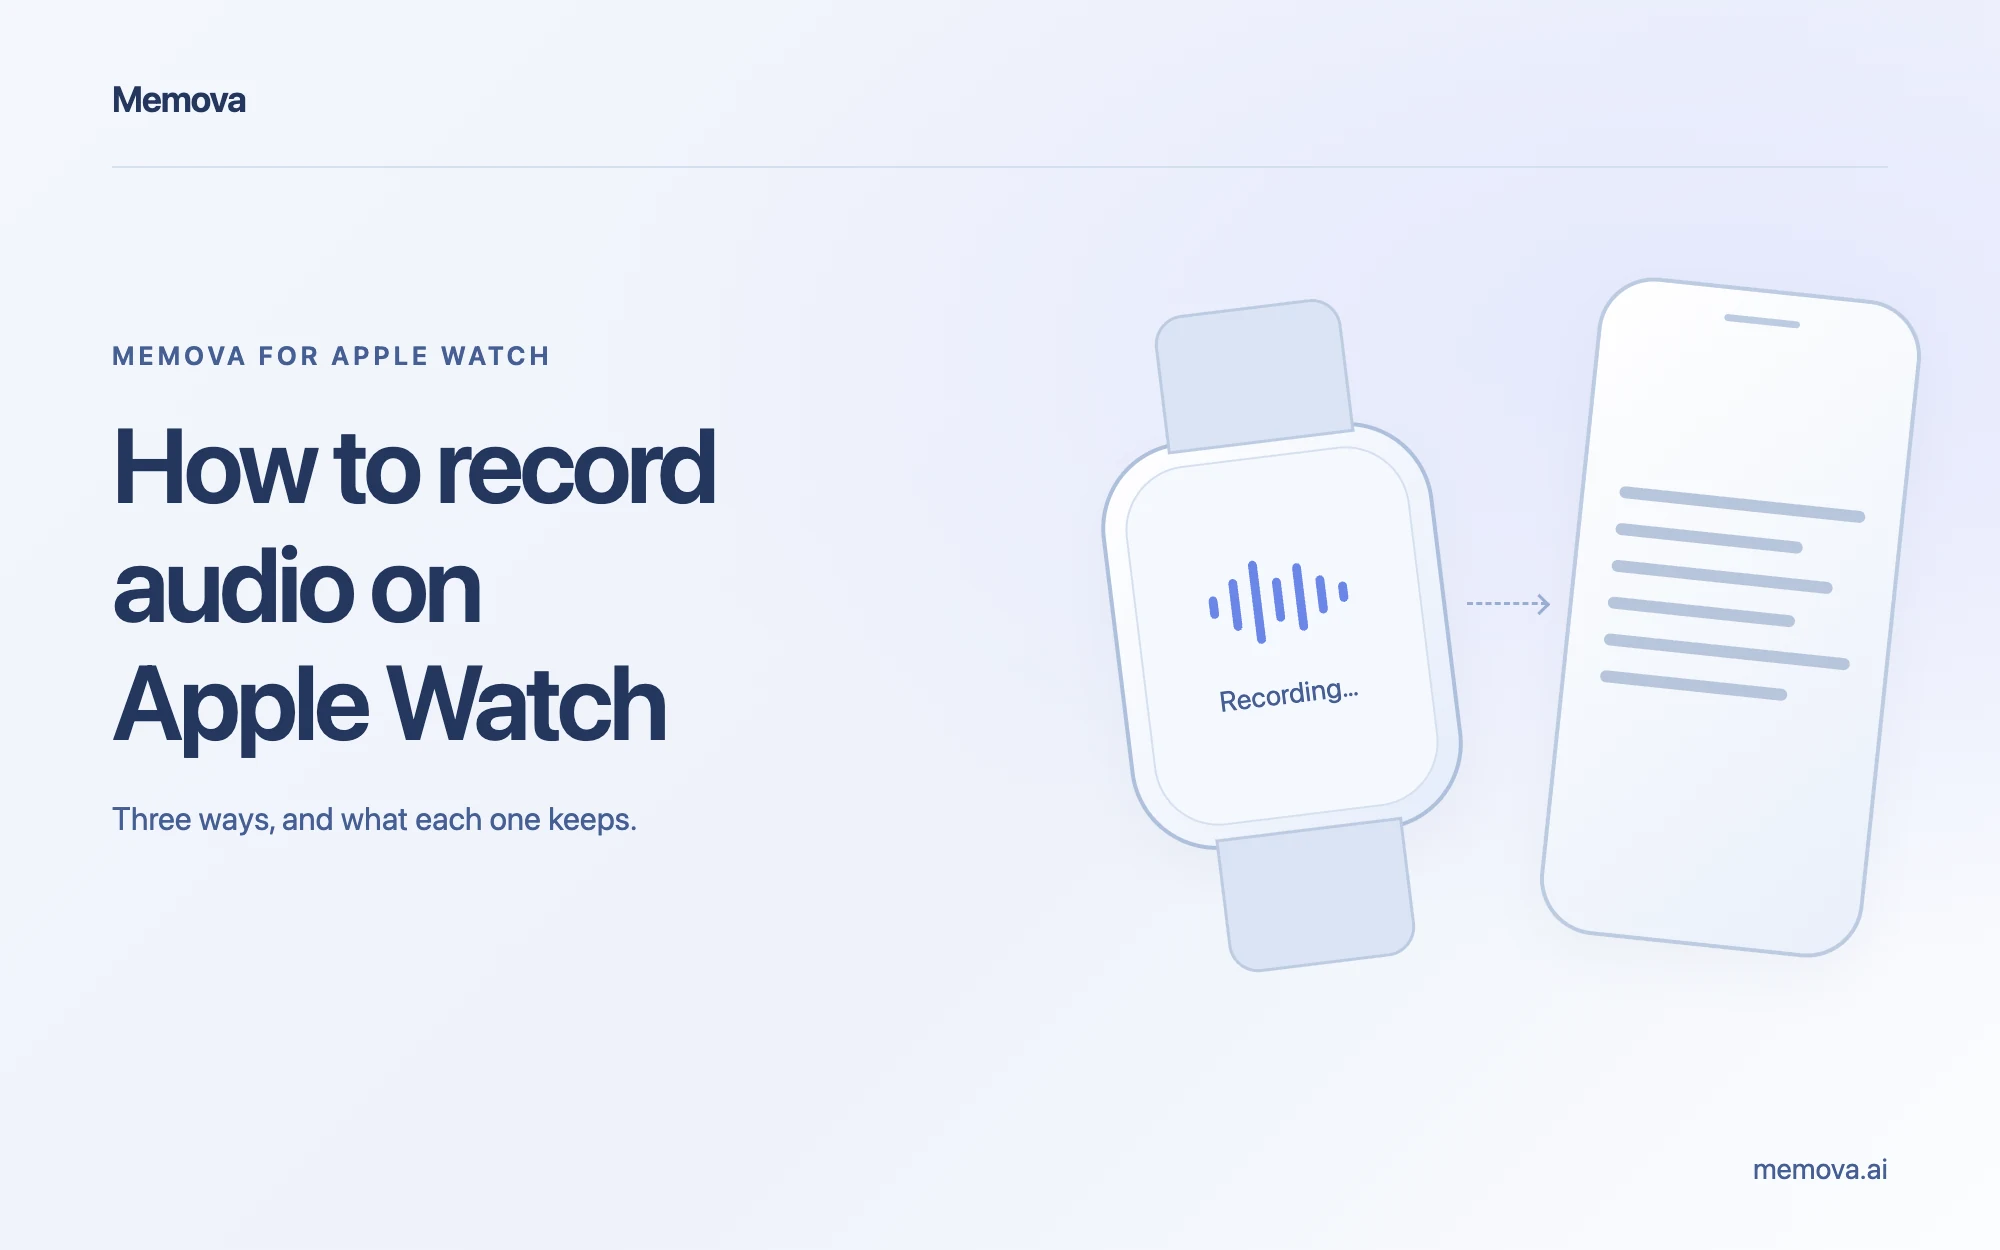 Memova
MEMOVA FOR APPLE WATCH
How to record
audio on
Apple Watch
Three ways, and what each one keeps.
Recording...
memova.ai